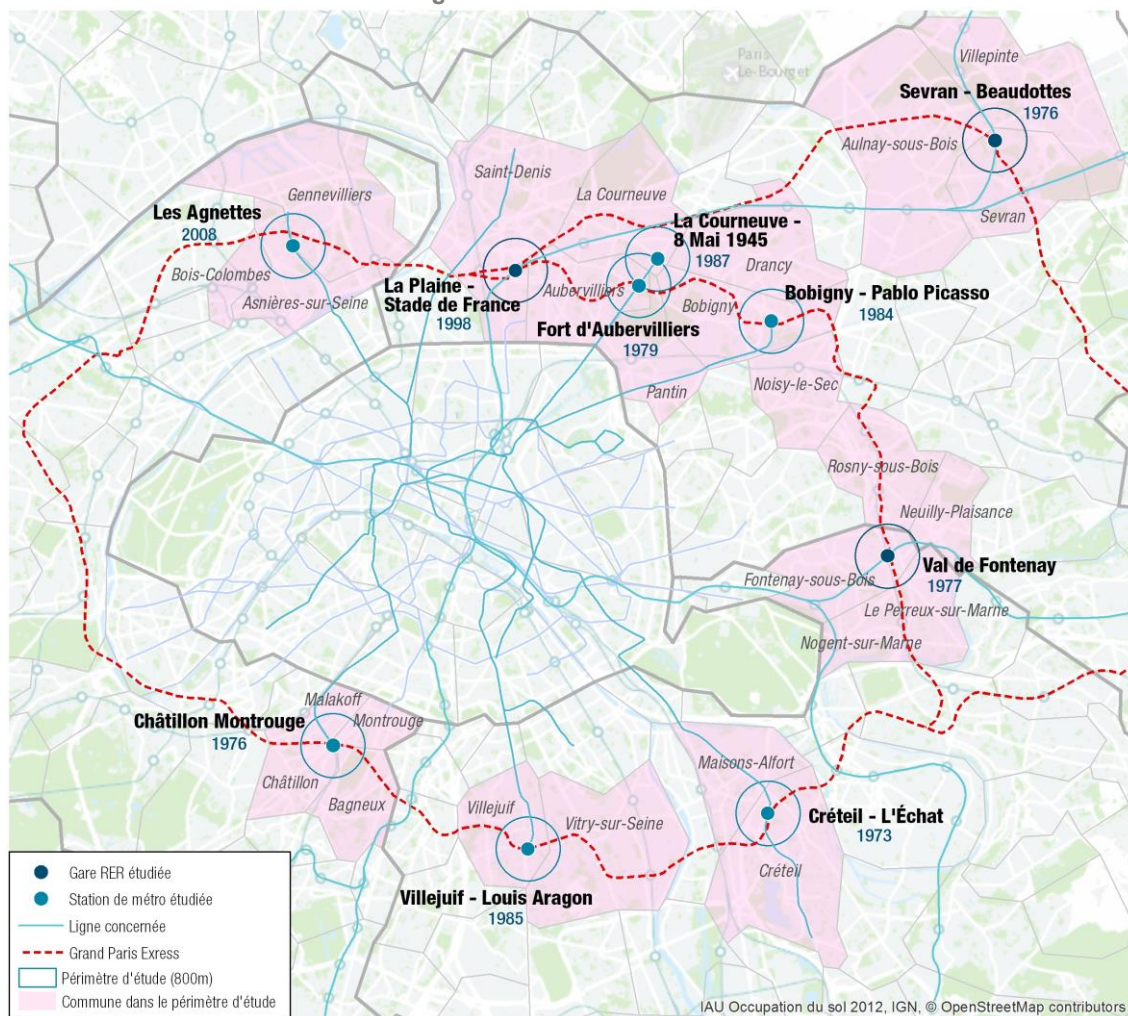 Paris
Le-Bourget
Villepinte
Sevran - Beaudottes
1976
Aulnay-sous-Bois
Sevran
Saint-Denis
La Courneuve
Gennevilliers
Les Agnettes
2008
La Courneuve -
8 Mai 1945
1987
Bois-Colombes
Asnières-sur-Seine
La Plaine -
Stade de France
1998
Aubervilliers
Drancy
Bobigny
Bobigny - Pablo Picasso
1984
Fort d'Aubervilliers
1979
Pantin
Noisy-le-Sec
Rosny-sous-Bois
Neuilly-Plaisance
Val de Fontenay
1977
Fontenay-sous-Bois
Le Perreux-sur-Marne
Nogent-sur-Marne
Malakoff
Montrouge
Châtillon Montrouge
1976
Châtillon
Bagneux
Maisons-Alfort
Villejuif
Vitry-sur-Seine
Créteil - L'Échat
1973
Créteil
Villejuif - Louis Aragon
1985
Gare RER étudiée
Station de métro étudiée
Ligne concernée
Grand Paris Exress
Périmètre d'étude (800m)
Commune dans le périmètre d'étude
IAU Occupation du sol 2012, IGN, © OpenStreetMap contributors